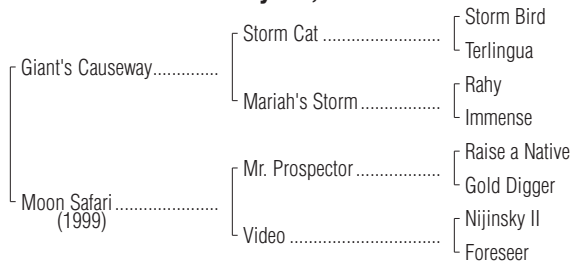 Storm Bird
Storm Cat ........................
Terlingua
Giant's Causeway..............
Rahy
Mariah's Storm ................
Immense
Raise a Native
Mr. Prospector .................
Gold Digger
Moon Safari .....................
(1999)
Nijinsky II
Video ...............................
Foreseer